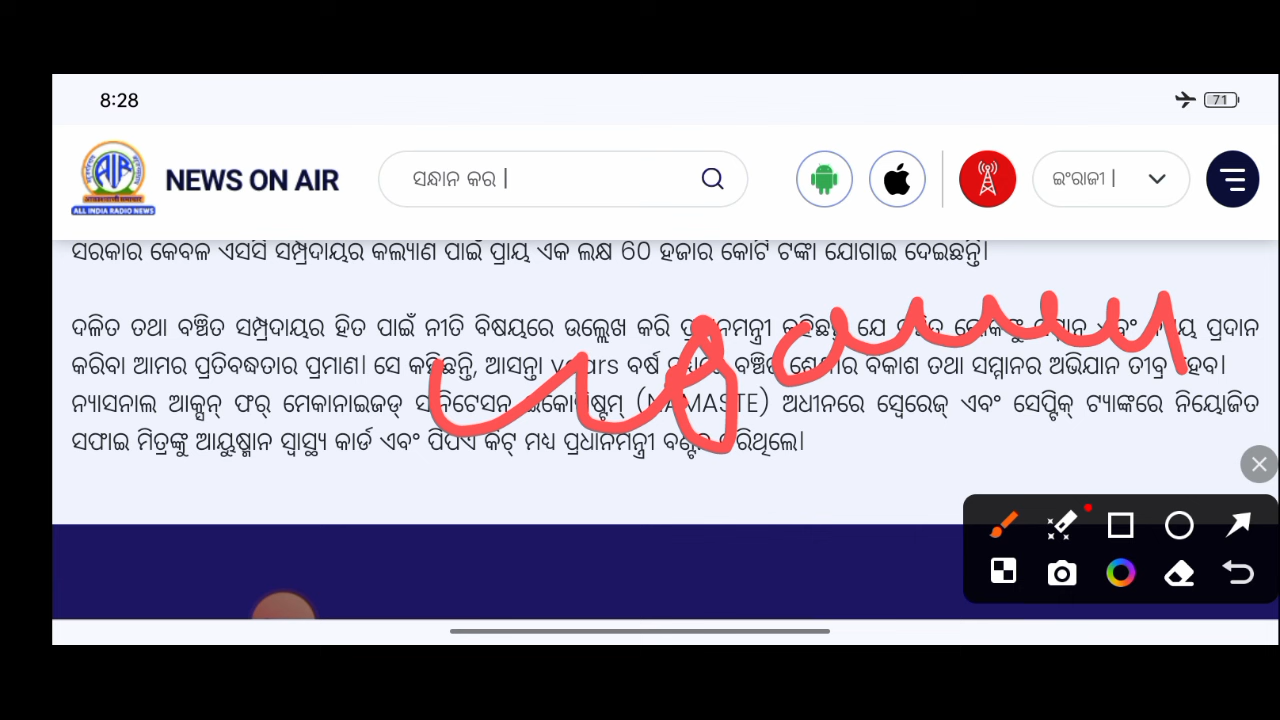 8:28
71
NEWS ON AIR
ALL INDIA RADIO NEWS
ସନ୍ଧାନ କର |
ଇଂରାଜୀ |
ସରକାର କେବଳ ଏସସି ସମ୍ପ୍ରଦାୟର କଲ୍ୟାଣ ପାଇଁ ପ୍ରାୟ ଏକ ଲକ୍ଷ 60 ହଜାର କୋଟି ଟଙ୍କା ଯୋଗାଇ ଦେଇଛନ୍ତି।
ଦଳିତ ତଥା ବଞ୍ଚିତ ସମ୍ପ୍ରଦାୟର ହିତ ପାଇଁ ନୀତି ବିଷୟରେ ଉଲ୍ଲେଖ କରି ପ୍ରଧାନମନ୍ତ୍ରୀ କହିଛନ୍ତି ଯେ ଏବଂ ପ୍ରଦାନ
କରିବା ଆମର ପ୍ରତିବଦ୍ଧତାର ପ୍ରମାଣ। ସେ କହିଛନ୍ତି, ଆସନ୍ତା years ବର୍ଷ ବଞ୍ଚିତ ଶ୍ରେଣୀର ବିକାଶ ତଥା ସମ୍ମାନର ଅଭିଯାନ ତୀବ୍ର ହେବ।
ନ୍ୟାସନାଲ ଆକ୍ସନ୍ ଫର୍ ମେକାନାଇଜଡ୍ ସାନିଟେସନ୍ ଇକୋସିଷ୍ଟମ୍ (NAMASTE) ଅଧୀନରେ ସ୍ୱେରେଜ୍ ଏବଂ ସେପ୍ଟିକ୍ ଟ୍ୟାଙ୍କରେ ନିୟୋଜିତ
ସଫାଇ ମିତ୍ରଙ୍କୁ ଆୟୁଷ୍ମାନ ସ୍ୱାସ୍ଥ୍ୟ କାର୍ଡ ଏବଂ ପିପିଏ କିଟ୍ ମଧ୍ୟ ପ୍ରଧାନମନ୍ତ୍ରୀ ବଣ୍ଟନ କରିଥିଲେ।